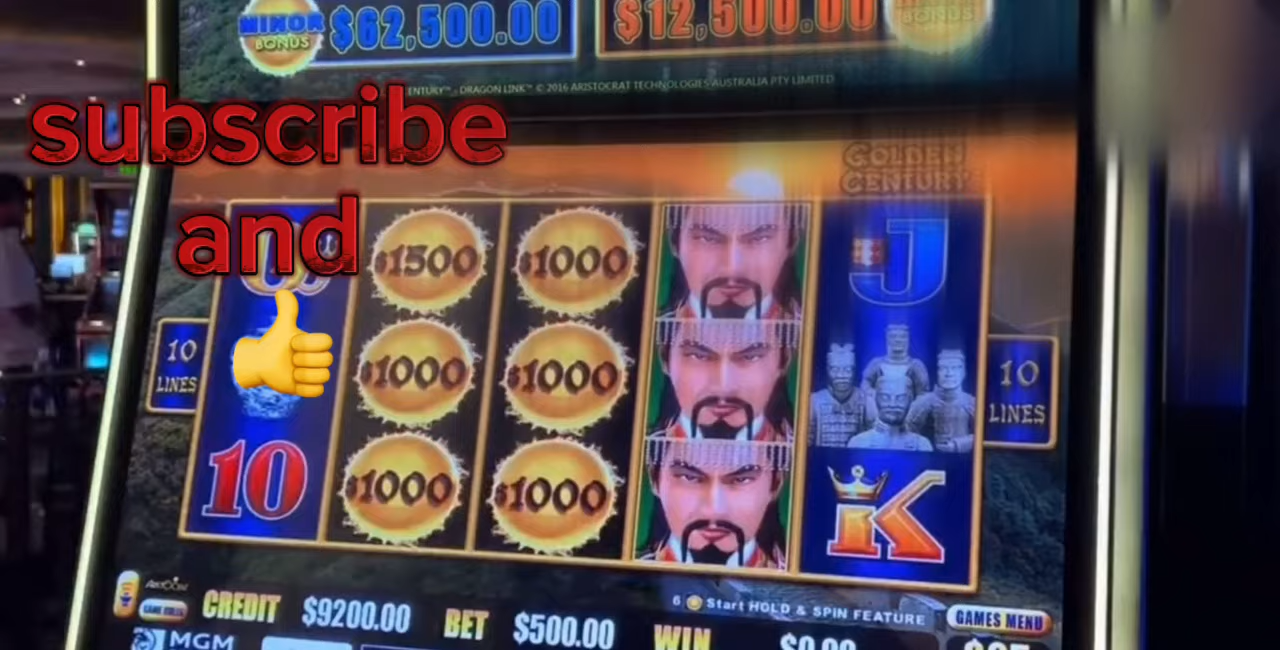 MINOR
BONUS
$62,500.00
$12,500.00
BONUS
CENTURY™ - DRAGON LINK™ © 2016 ARISTOCRAT TECHNOLOGIES AUSTRALIA PTY LIMITED
subscribe
and
GOLDEN
CENTURY
$1500
$1000
J
10
LINES
$1000
$1000
10
LINES
10
$1000
$1000
K
6 Start HOLD & SPIN FEATURE
GAMES MENU
CREDIT $9200.00 BET $500.00 WIN $0.00
MGM